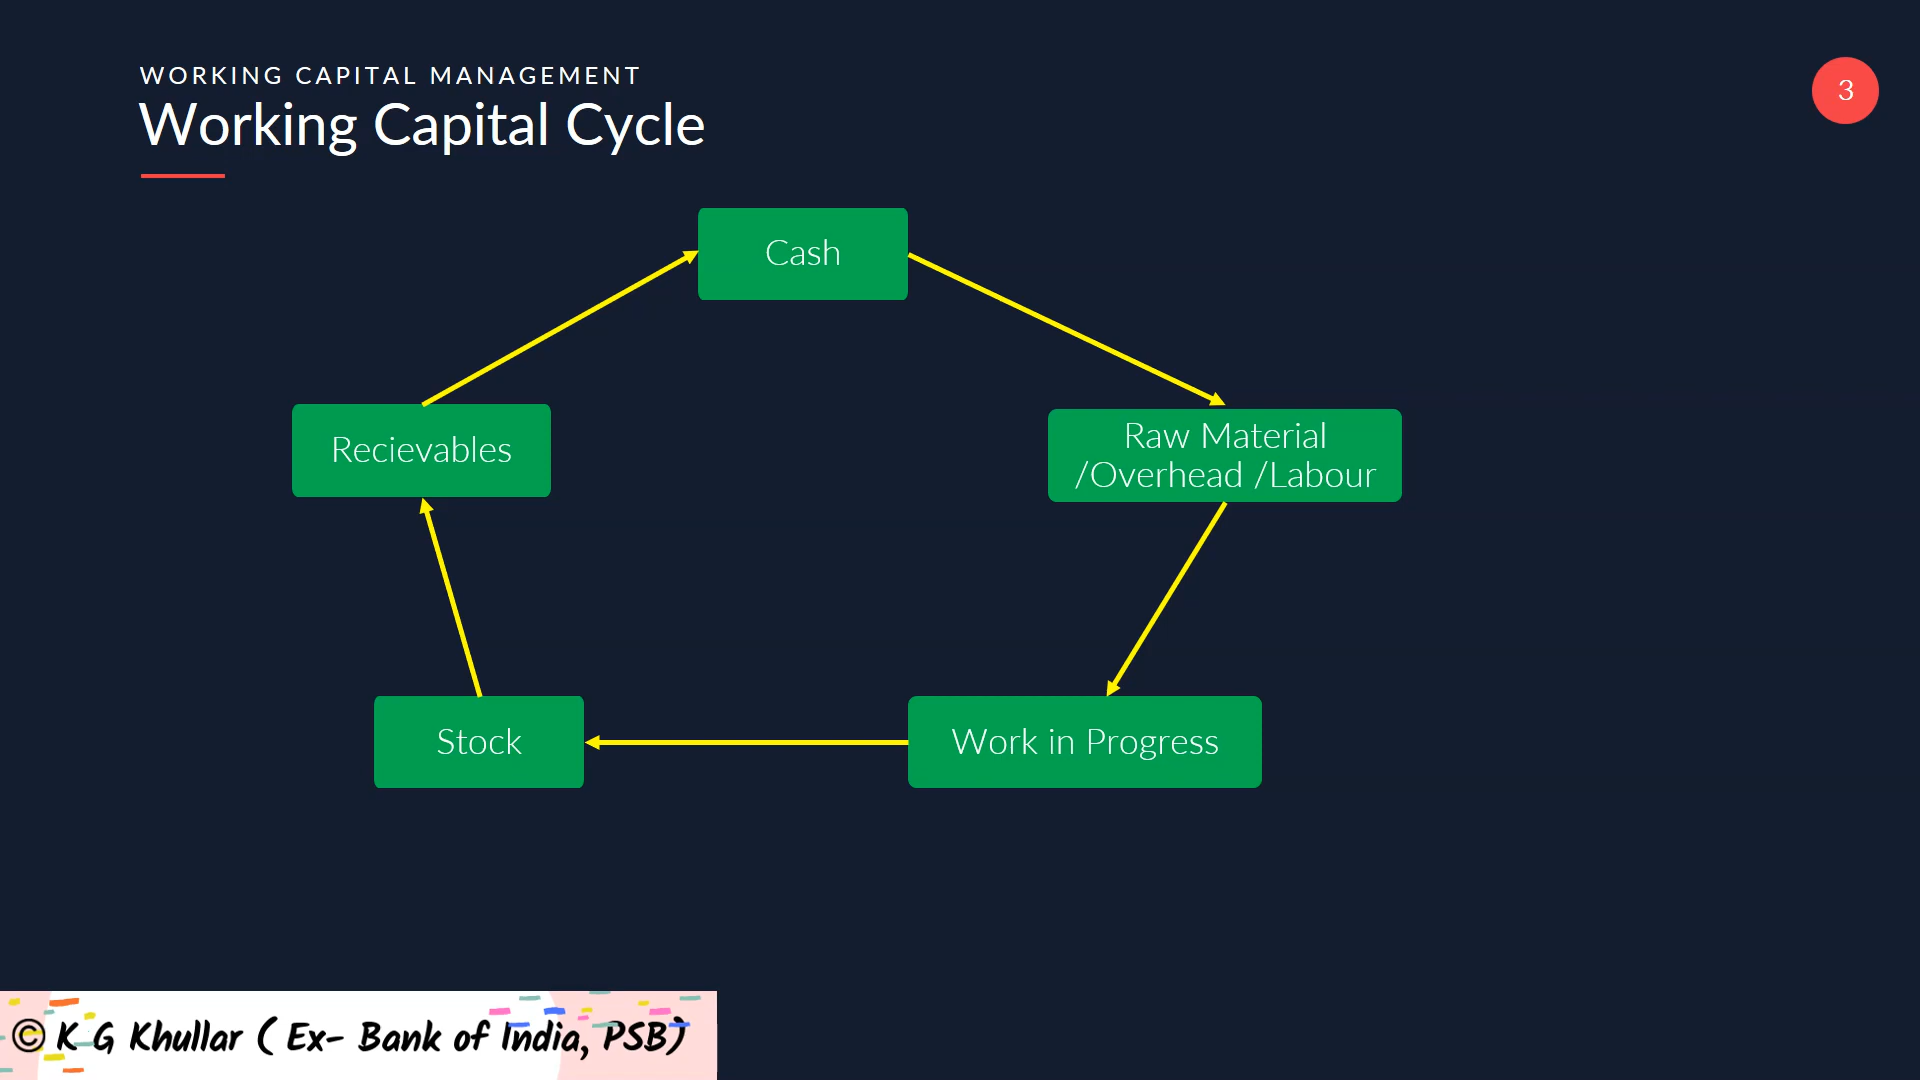 WORKING CAPITAL MANAGEMENT
Working Capital Cycle
3
Cash
Recievables
Raw Material
/Overhead /Labour
Stock
Work in Progress
© K G Khullar ( Ex- Bank of India, PSB)